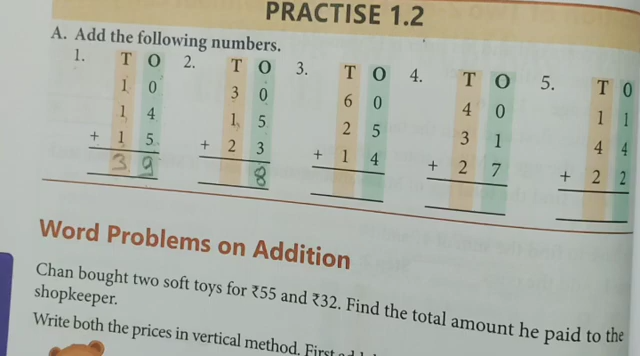 PRACTISE 1.2
A. Add the following numbers.
1. T O 2. T O 3. T O 4. T O 5. T O
1 0 3 0 6 0 4 0 1 1
1 4 1 5 2 5 3 1 4 4
+ 1 5 + 2 3 + 1 4 + 2 7 + 2 2
3 9 8
Word Problems on Addition
Chan bought two soft toys for ₹55 and ₹32. Find the total amount he paid to the
shopkeeper.
Write both the prices in vertical method. First